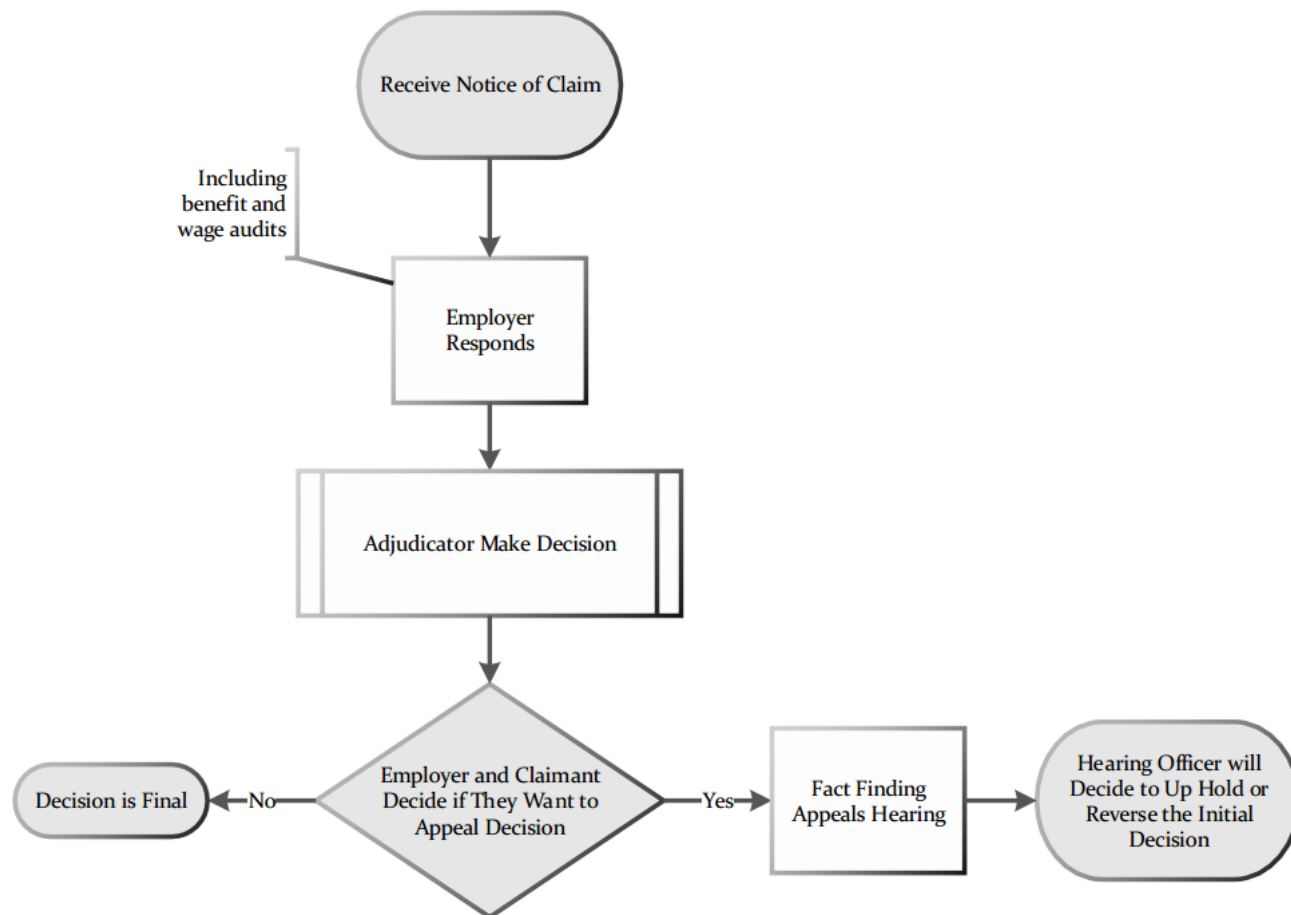 Receive Notice of Claim
Including
benefit and
wage audits
Employer
Responds
Adjudicator Make Decision
Employer and Claimant
Decide if They Want to
Appeal Decision
No
Decision is Final
Yes
Fact Finding
Appeals Hearing
Hearing Officer will
Decide to Up Hold or
Reverse the Initial
Decision